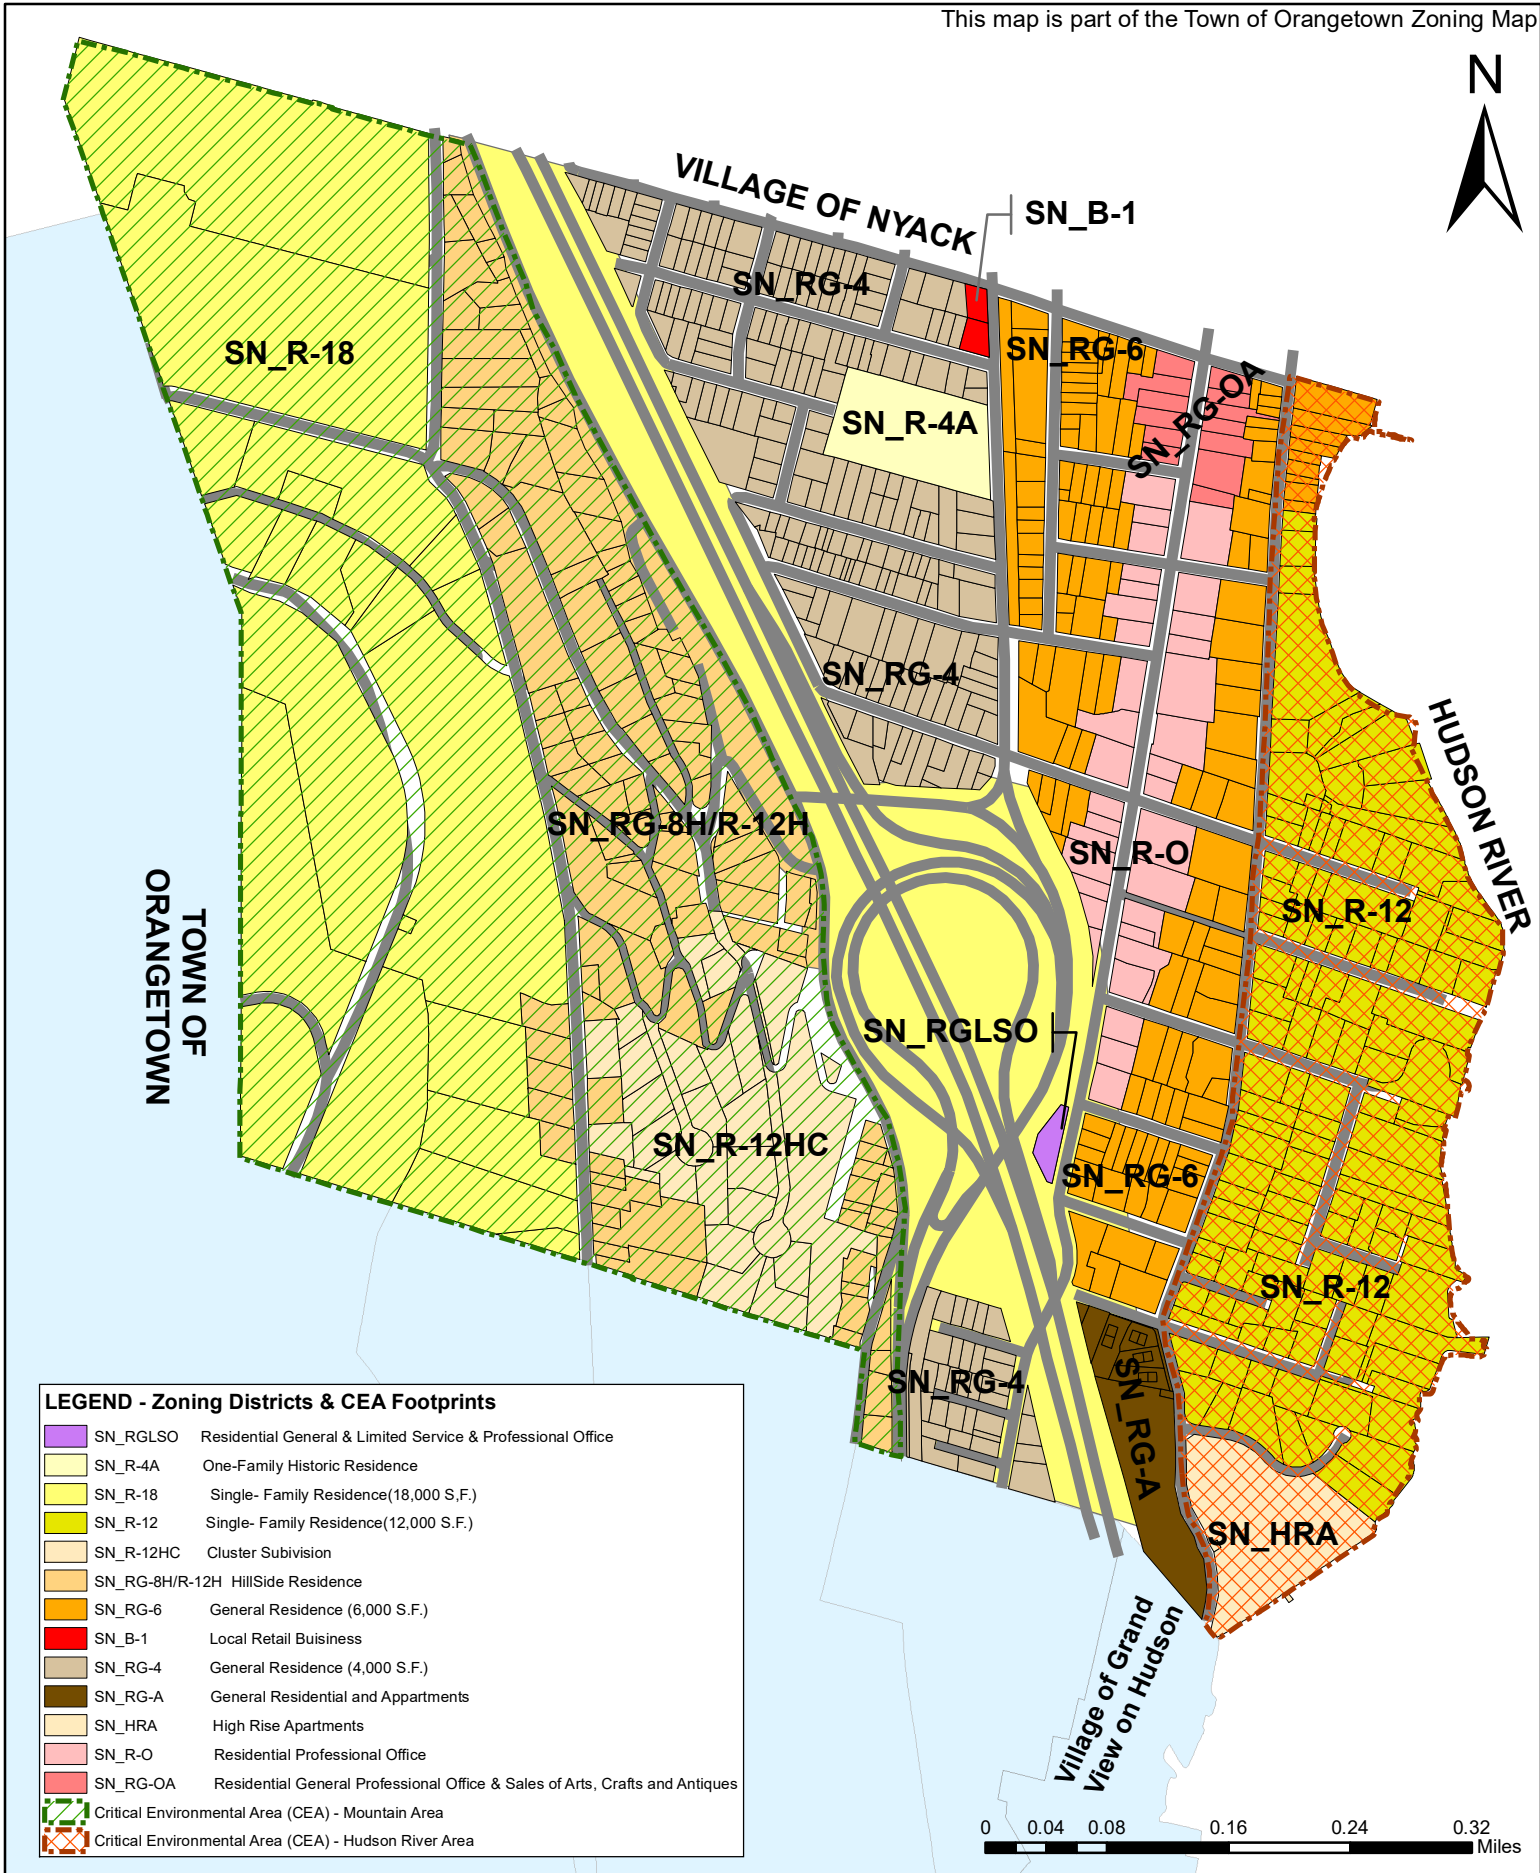 This map is part of the Town of Orangetown Zoning Map
N
VILLAGE OF NYACK
SN_B-1
SN_RG-4
SN_R-18
SN_RG-6
SN_RG-OA
SN_R-4A
SN_RG-4
HUDSON RIVER
SN_RG-8H/R-12H
SN_R-O
SN_R-12
TOWN OF
ORANGETOWN
SN_RGLSO
SN_R-12HC
SN_RG-6
SN_R-12
SN_RG-4
SN_RG-A
SN_HRA
Village of Grand
View on Hudson
LEGEND - Zoning Districts & CEA Footprints
SN_RGLSO Residential General & Limited Service & Professional Office
SN_R-4A One-Family Historic Residence
SN_R-18 Single- Family Residence(18,000 S,F.)
SN_R-12 Single- Family Residence(12,000 S.F.)
SN_R-12HC Cluster Subivision
SN_RG-8H/R-12H HillSide Residence
SN_RG-6 General Residence (6,000 S.F.)
SN_B-1 Local Retail Buisiness
SN_RG-4 General Residence (4,000 S.F.)
SN_RG-A General Residential and Appartments
SN_HRA High Rise Apartments
SN_R-O Residential Professional Office
SN_RG-OA Residential General Professional Office & Sales of Arts, Crafts and Antiques
Critical Environmental Area (CEA) - Mountain Area
Critical Environmental Area (CEA) - Hudson River Area
0 0.04 0.08 0.16 0.24 0.32
Miles